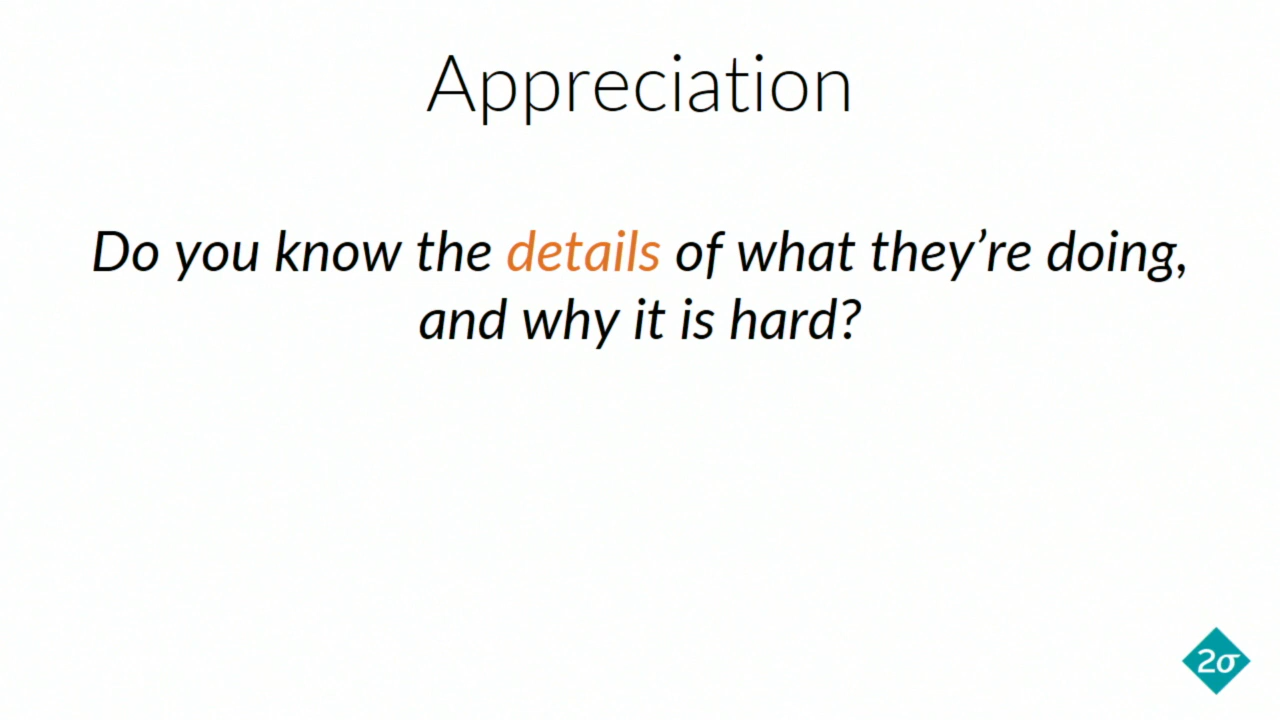 Appreciation
Do you know the details of what they’re doing,
and why it is hard?
2σ